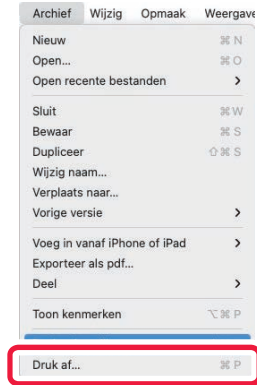 Archief Wijzig Opmaak Weergave
Nieuw ⌘ N
Open... ⌘ O
Open recente bestanden >
Sluit ⌘ W
Bewaar ⌘ S
Dupliceer ⇧ ⌘ S
Wijzig naam...
Verplaats naar...
Vorige versie >
Voeg in vanaf iPhone of iPad >
Exporteer als pdf...
Deel >
Toon kenmerken ⌥ ⌘ P
Druk af... ⌘ P